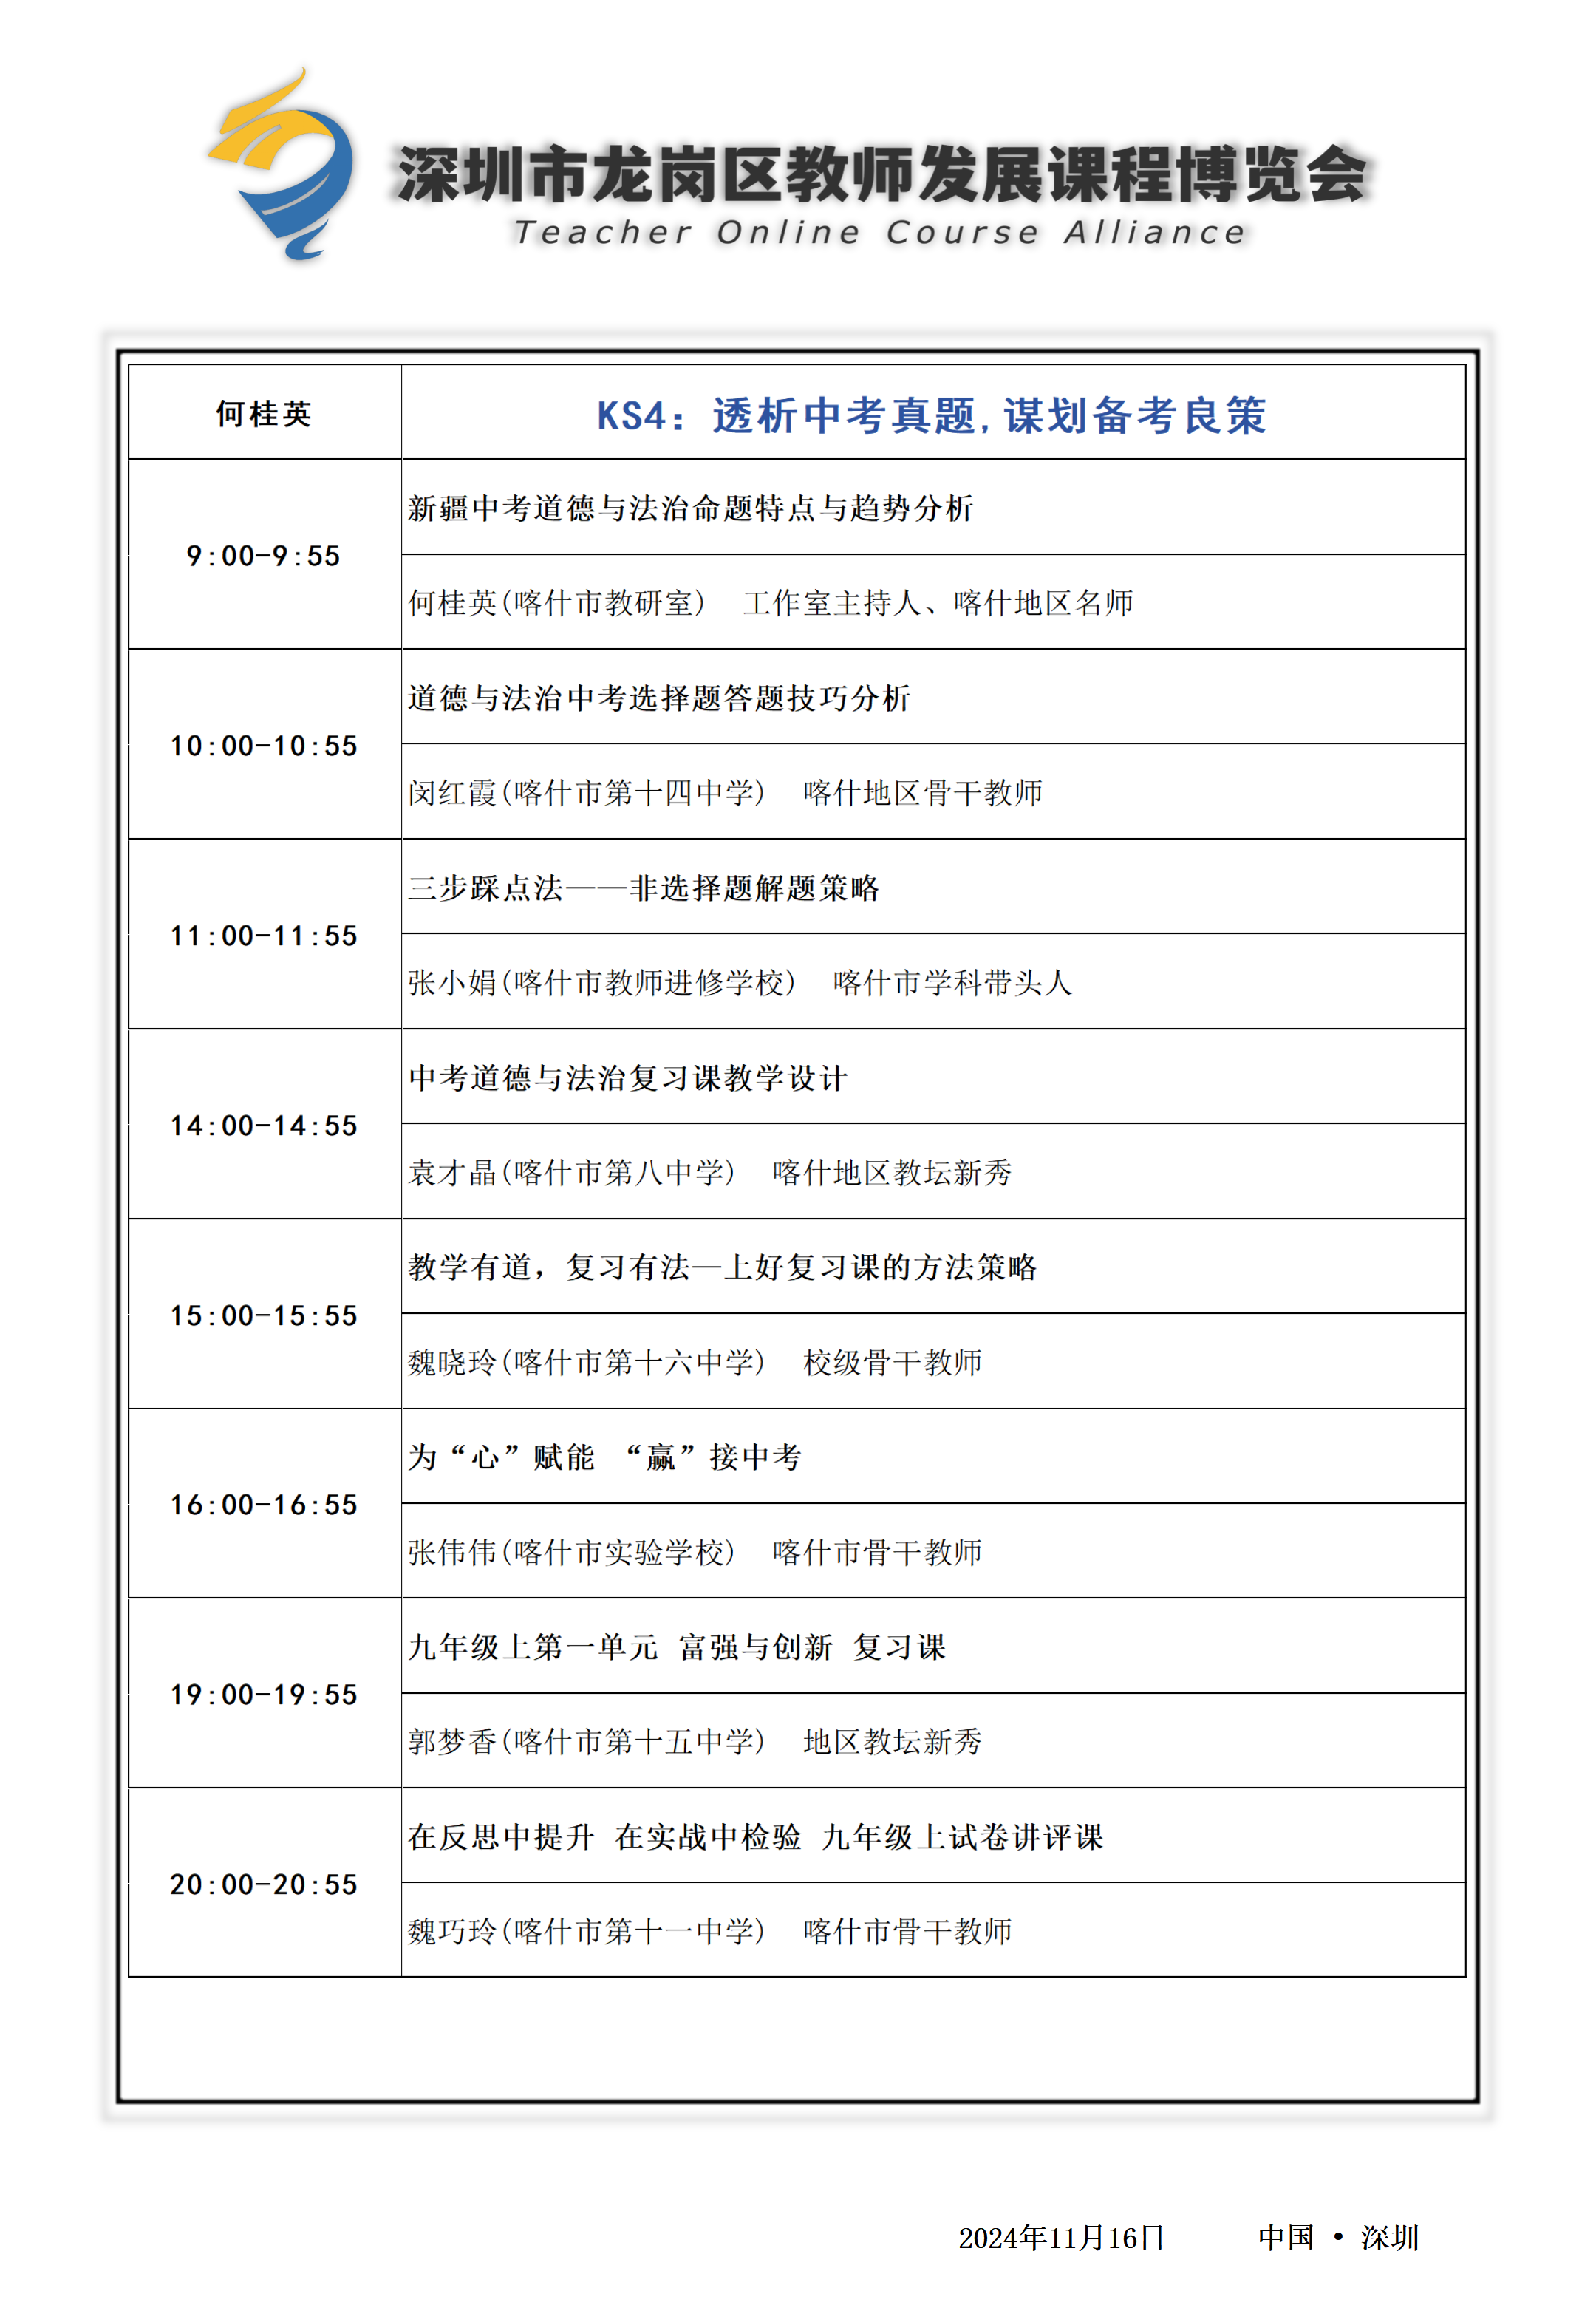 深圳市龙岗区教师发展课程博览会
Teacher Online Course Alliance
何桂英
KS4：透析中考真题,谋划备考良策
9:00-9:55
新疆中考道德与法治命题特点与趋势分析
何桂英(喀什市教研室) 工作室主持人、喀什地区名师
10:00-10:55
道德与法治中考选择题答题技巧分析
闵红霞(喀什市第十四中学) 喀什地区骨干教师
11:00-11:55
三步踩点法——非选择题解题策略
张小娟(喀什市教师进修学校) 喀什市学科带头人
14:00-14:55
中考道德与法治复习课教学设计
袁才晶(喀什市第八中学) 喀什地区教坛新秀
15:00-15:55
教学有道，复习有法—上好复习课的方法策略
魏晓玲(喀什市第十六中学) 校级骨干教师
16:00-16:55
为“心”赋能 “赢”接中考
张伟伟(喀什市实验学校) 喀什市骨干教师
19:00-19:55
九年级上第一单元 富强与创新 复习课
郭梦香(喀什市第十五中学) 地区教坛新秀
20:00-20:55
在反思中提升 在实战中检验 九年级上试卷讲评课
魏巧玲(喀什市第十一中学) 喀什市骨干教师
2024年11月16日 中国 • 深圳